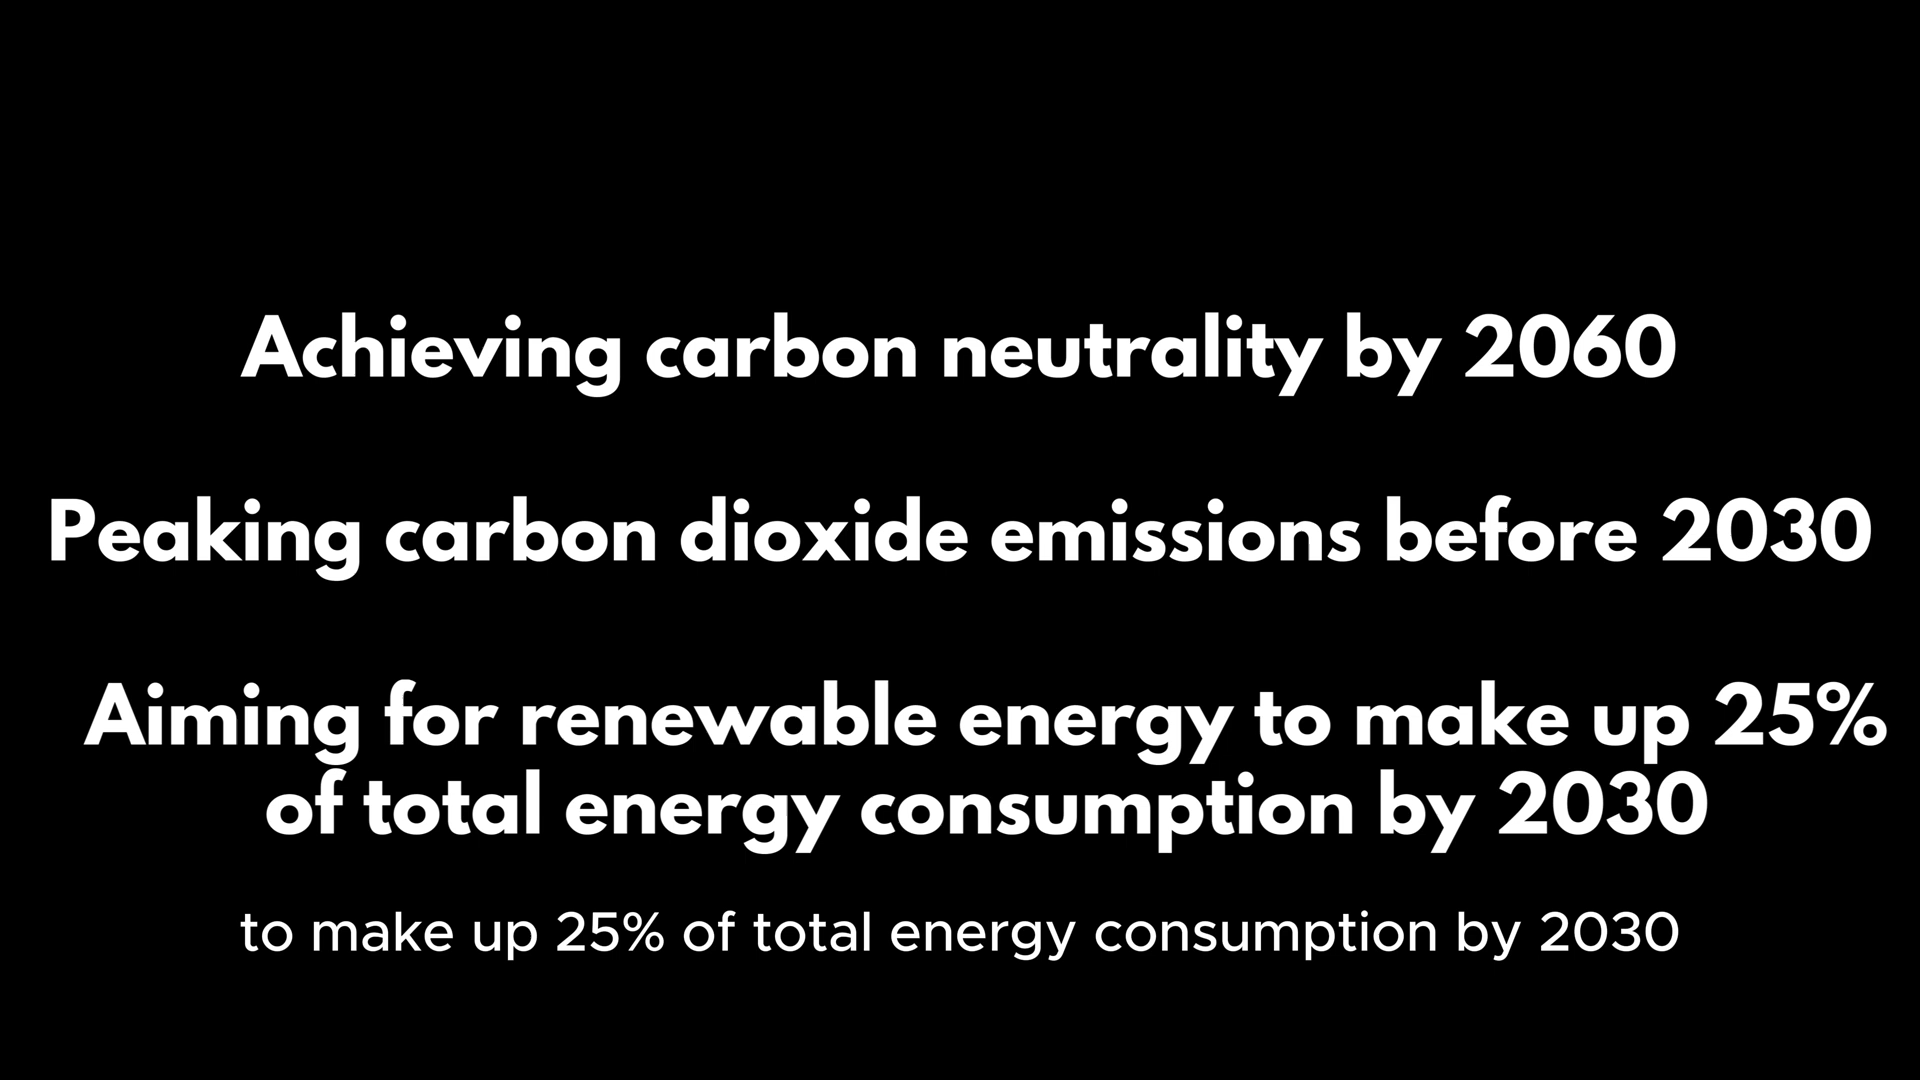 Achieving carbon neutrality by 2060
Peaking carbon dioxide emissions before 2030
Aiming for renewable energy to make up 25%
of total energy consumption by 2030
to make up 25% of total energy consumption by 2030